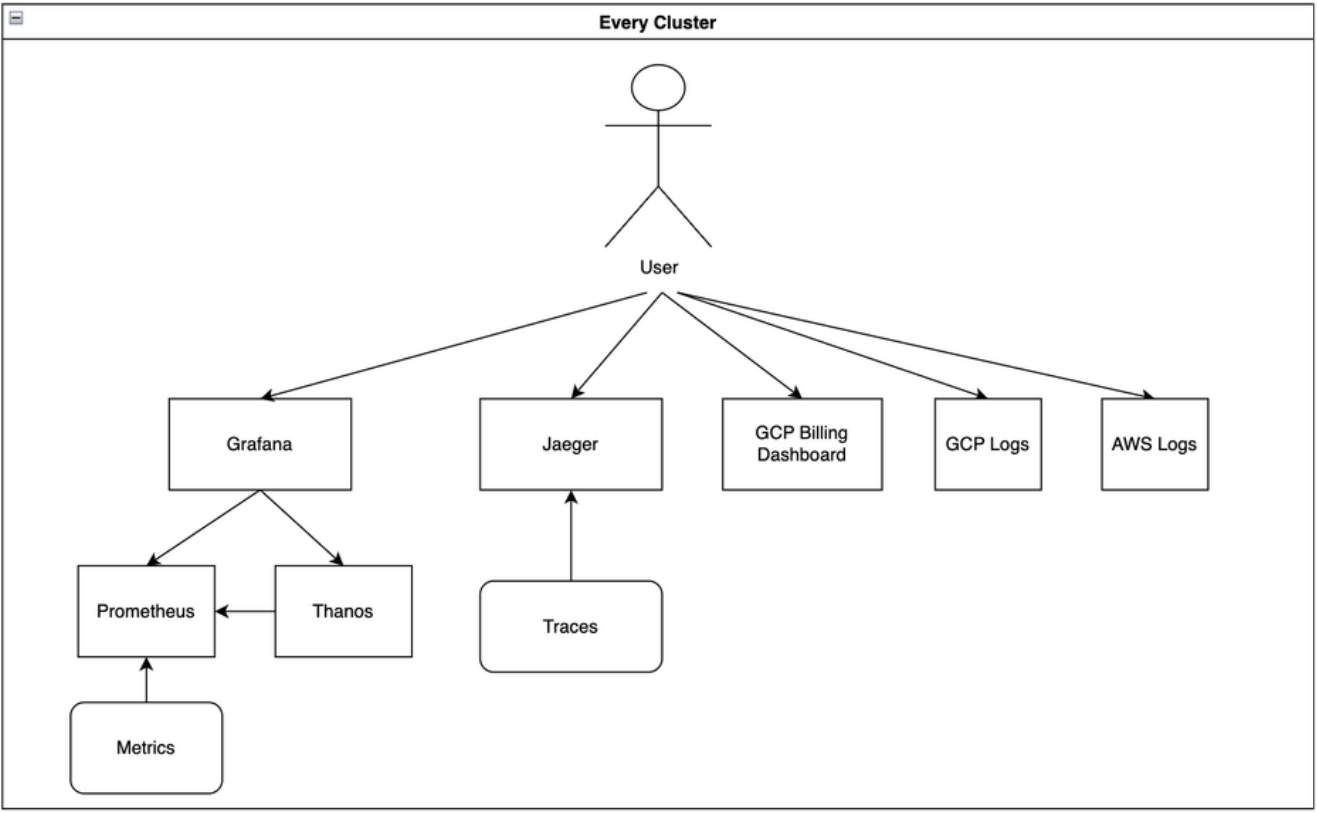 Every Cluster
User
Grafana
Jaeger
GCP Billing
Dashboard
GCP Logs
AWS Logs
Prometheus
Thanos
Traces
Metrics